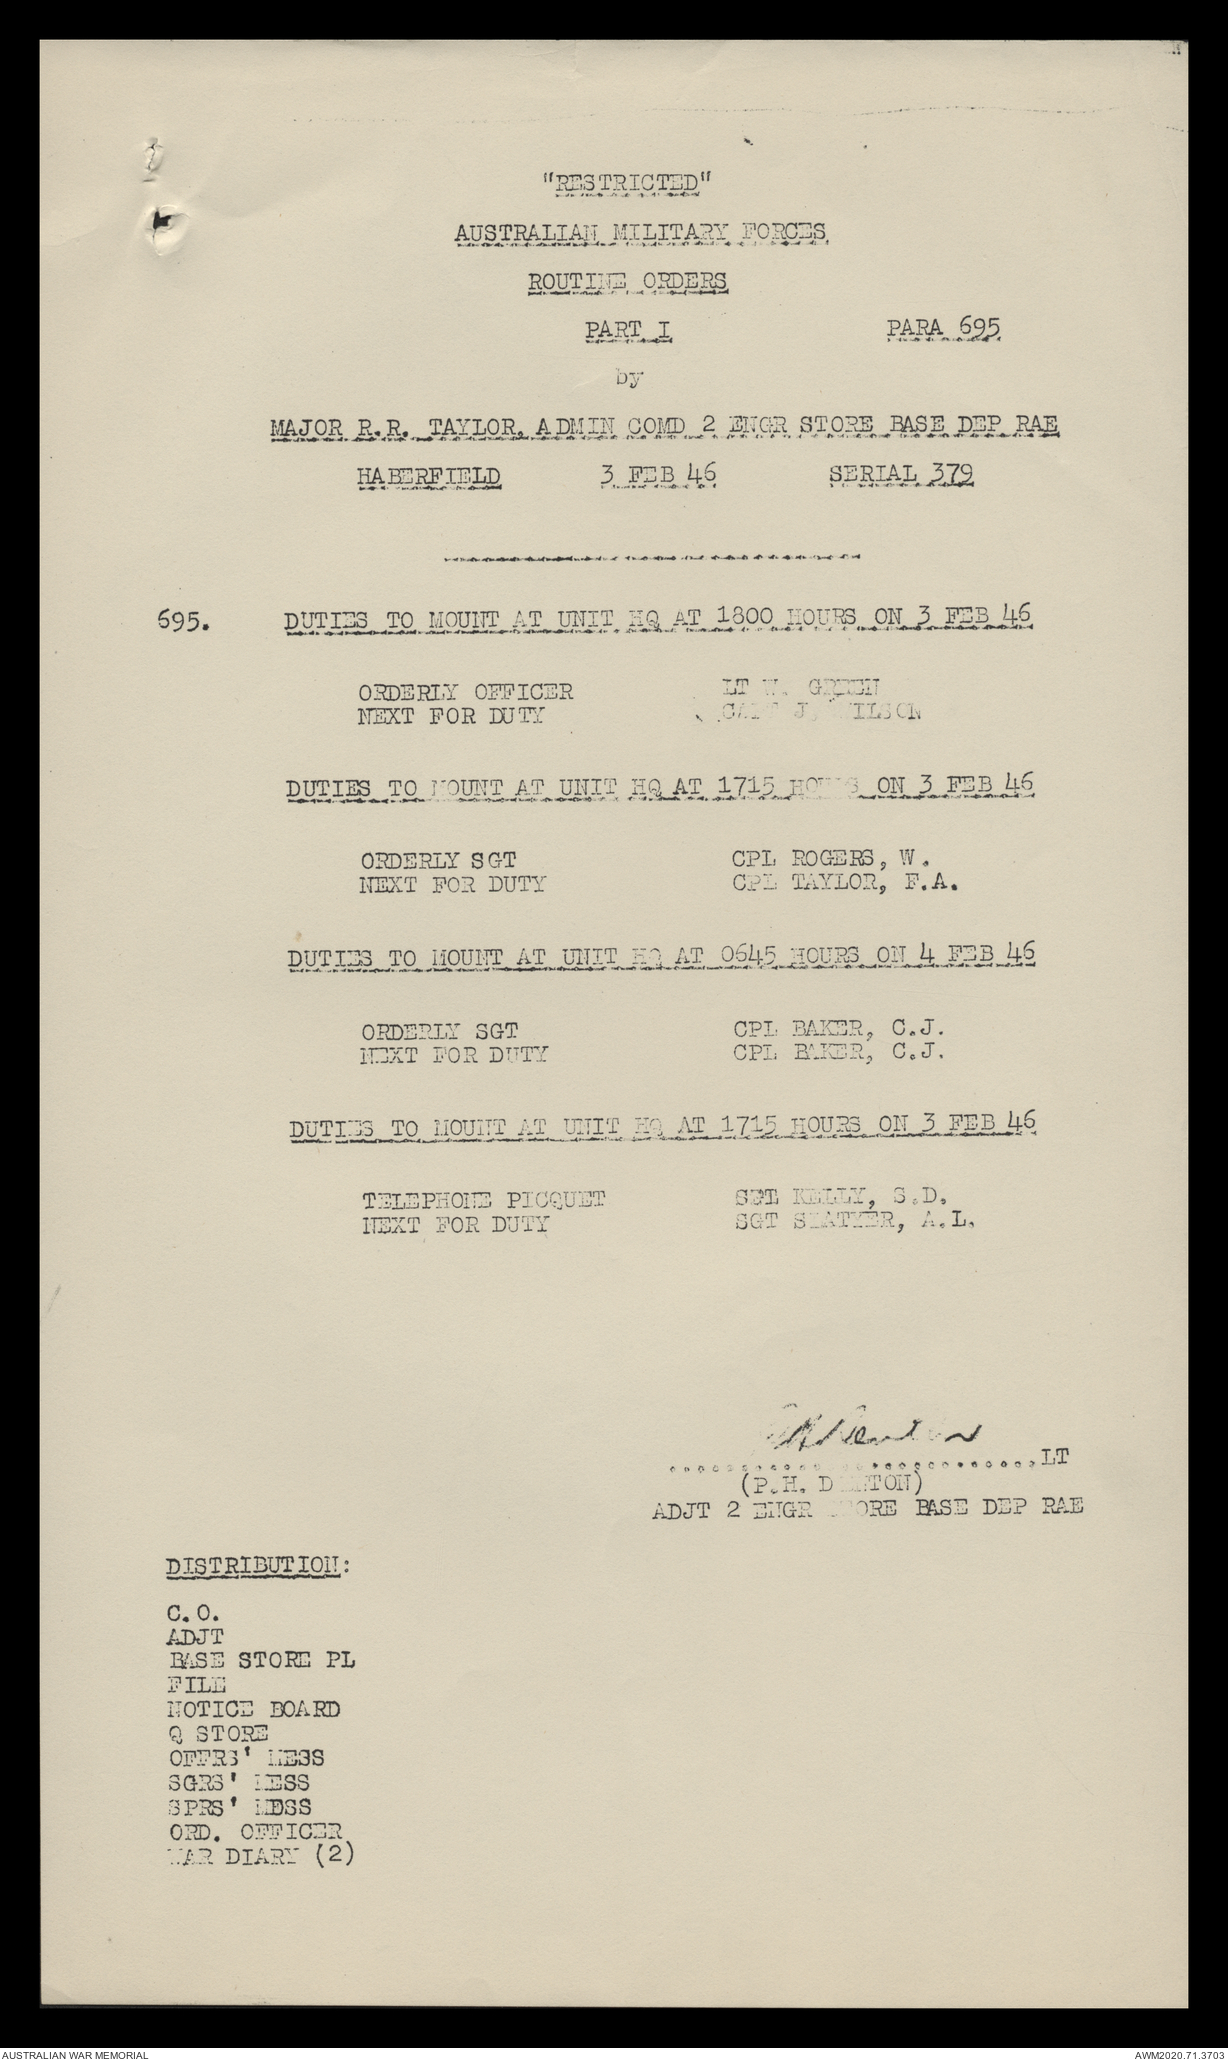 "RESTRICTED"
AUSTRALIAN MILITARY FORCES
ROUTINE ORDERS
PART I PARA 695
by
MAJOR R.R. TAYLOR, ADMIN COMD 2 ENGR STORE BASE DEP RAE
HABERFIELD 3 FEB 46 SERIAL 379
695. DUTIES TO MOUNT AT UNIT HQ AT 1800 HOURS ON 3 FEB 46
ORDERLY OFFICER LT W. GREEN
NEXT FOR DUTY CAPT J. WILSON
DUTIES TO MOUNT AT UNIT HQ AT 1715 HOURS ON 3 FEB 46
ORDERLY SGT CPL ROGERS, W.
NEXT FOR DUTY CPL TAYLOR, F.A.
DUTIES TO MOUNT AT UNIT HQ AT 0645 HOURS ON 4 FEB 46
ORDERLY SGT CPL BAKER, C.J.
NEXT FOR DUTY CPL BAKER, C.J.
DUTIES TO MOUNT AT UNIT HQ AT 1715 HOURS ON 3 FEB 46
TELEPHONE PICQUET SGT KELLY, S.D.
NEXT FOR DUTY SGT SLATYER, A.L.
..............................LT
(P.H. DENTON)
ADJT 2 ENGR STORE BASE DEP RAE
DISTRIBUTION:
C.O.
ADJT
BASE STORE PL
FILE
NOTICE BOARD
Q STORE
OFFRS' MESS
SGRS' MESS
SPRS' MESS
ORD. OFFICER
WAR DIARY (2)
AUSTRALIAN WAR MEMORIAL AWM2020.71.3703